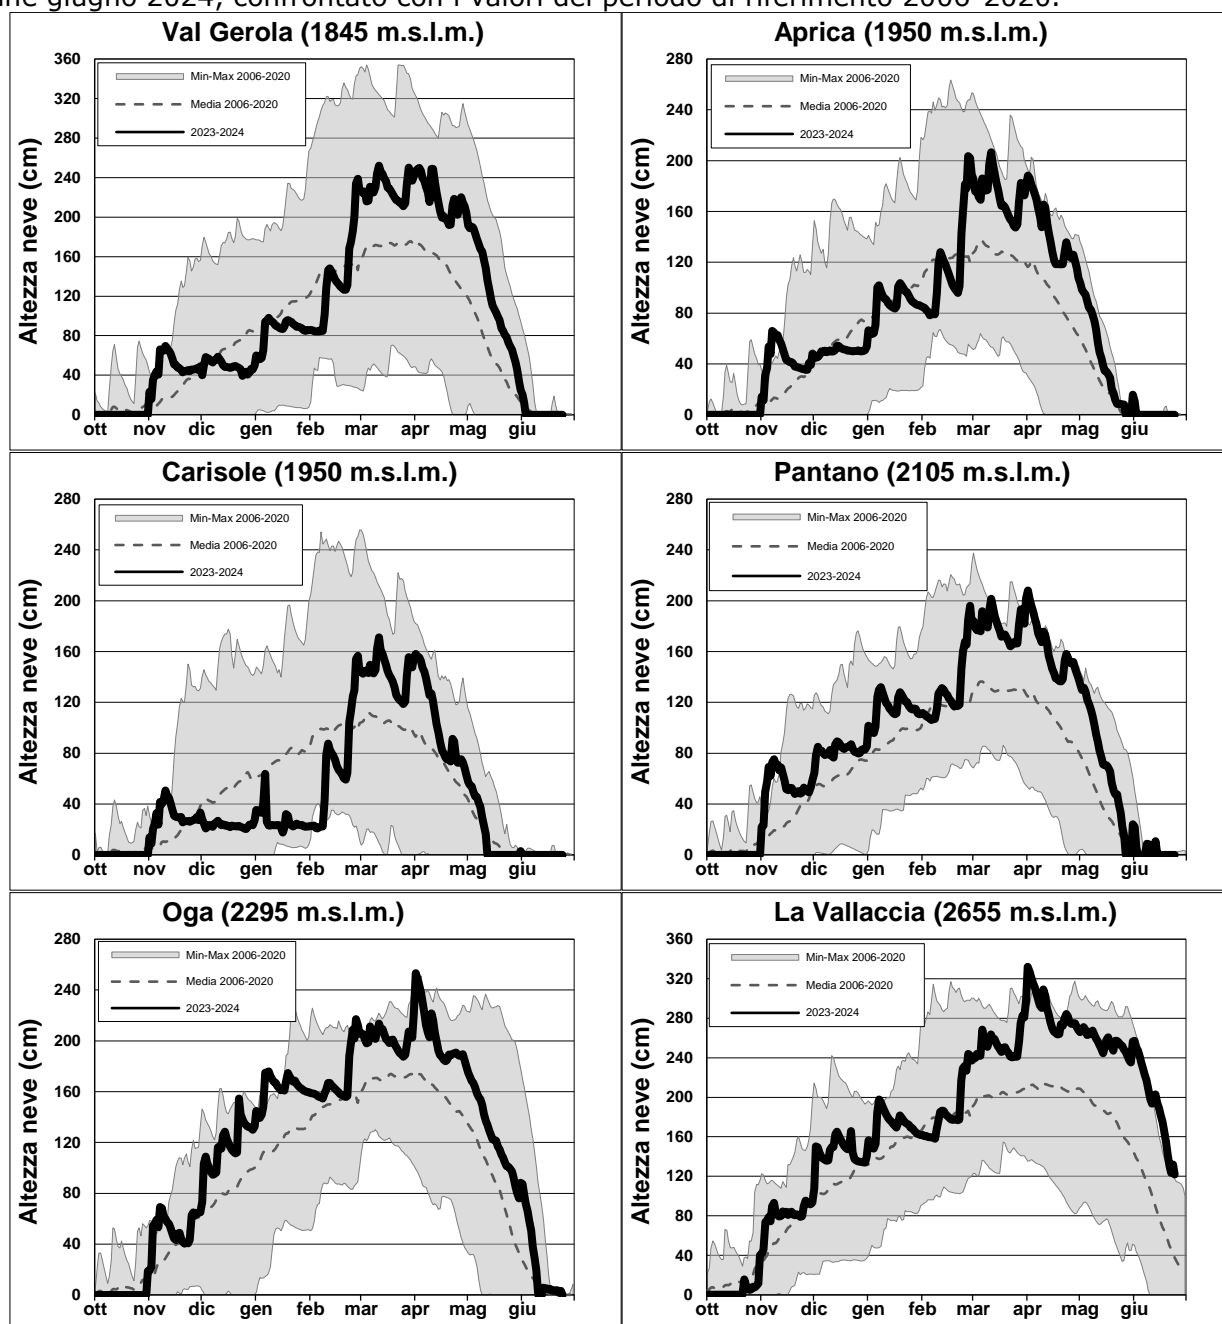 ne giugno 2024, confrontato con i valori del periodo di riferimento 2006-2020.
Val Gerola (1845 m.s.l.m.)
Altezza neve (cm)
360
320
280
240
200
160
120
80
40
0
Min-Max 2006-2020
Media 2006-2020
2023-2024
ott nov dic gen feb mar apr mag giu
Aprica (1950 m.s.l.m.)
Altezza neve (cm)
280
240
200
160
120
80
40
0
Min-Max 2006-2020
Media 2006-2020
2023-2024
ott nov dic gen feb mar apr mag giu
Carisole (1950 m.s.l.m.)
Altezza neve (cm)
280
240
200
160
120
80
40
0
Min-Max 2006-2020
Media 2006-2020
2023-2024
ott nov dic gen feb mar apr mag giu
Pantano (2105 m.s.l.m.)
Altezza neve (cm)
280
240
200
160
120
80
40
0
Min-Max 2006-2020
Media 2006-2020
2023-2024
ott nov dic gen feb mar apr mag giu
Oga (2295 m.s.l.m.)
Altezza neve (cm)
280
240
200
160
120
80
40
0
Min-Max 2006-2020
Media 2006-2020
2023-2024
ott nov dic gen feb mar apr mag giu
La Vallaccia (2655 m.s.l.m.)
Altezza neve (cm)
360
320
280
240
200
160
120
80
40
0
Min-Max 2006-2020
Media 2006-2020
2023-2024
ott nov dic gen feb mar apr mag giu